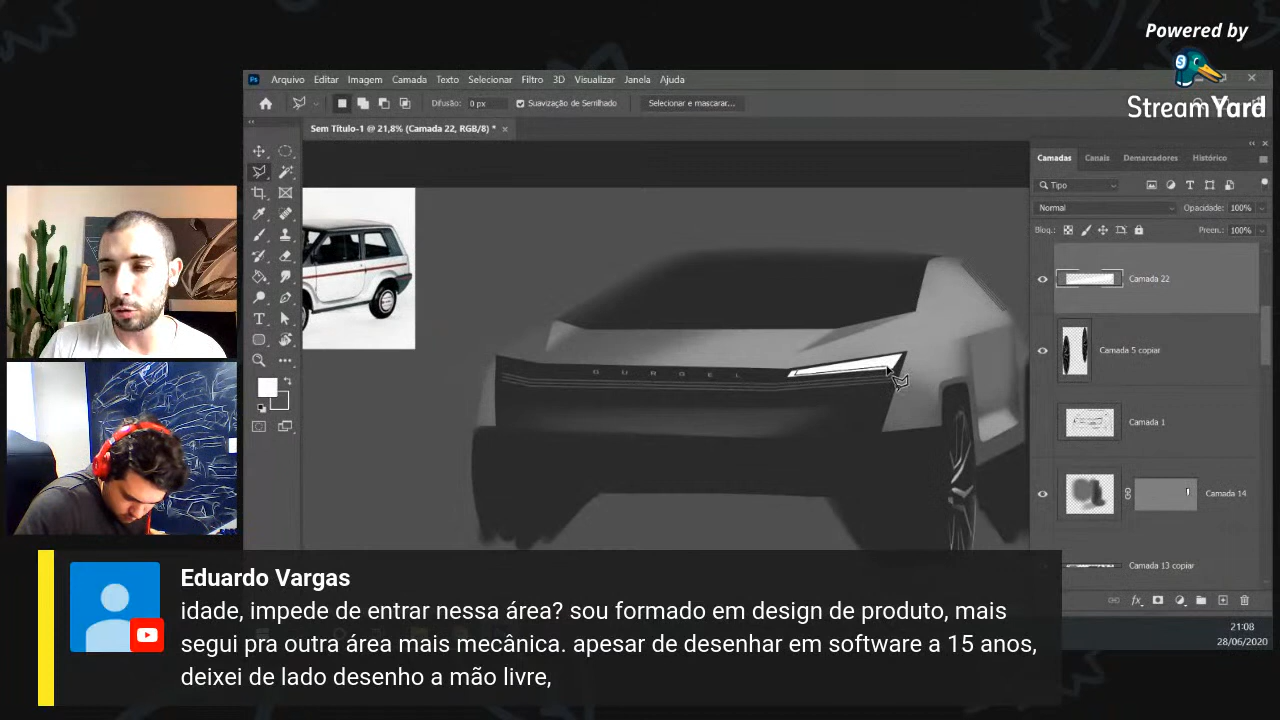 Powered by
StreamYard
Ps
Arquivo Editar Imagem Camada Texto Selecionar Filtro 3D Visualizar Janela Ajuda
Difusão: 0 px Suavização de Serrilhado Selecionar e mascarar...
Sem Título-1 @ 21,8% (Camada 22, RGB/8) * ×
Camadas Canais Demarcadores Histórico
Tipo
Normal Opacidade: 100%
Bloq.: Preen.: 100%
Camada 22
Camada 5 copiar
Camada 1
Camada 14
Camada 13 copiar
fx
G U R G E L
21:08
28/06/2020
Eduardo Vargas
idade, impede de entrar nessa área? sou formado em design de produto, mais
segui pra outra área mais mecânica. apesar de desenhar em software a 15 anos,
deixei de lado desenho a mão livre,